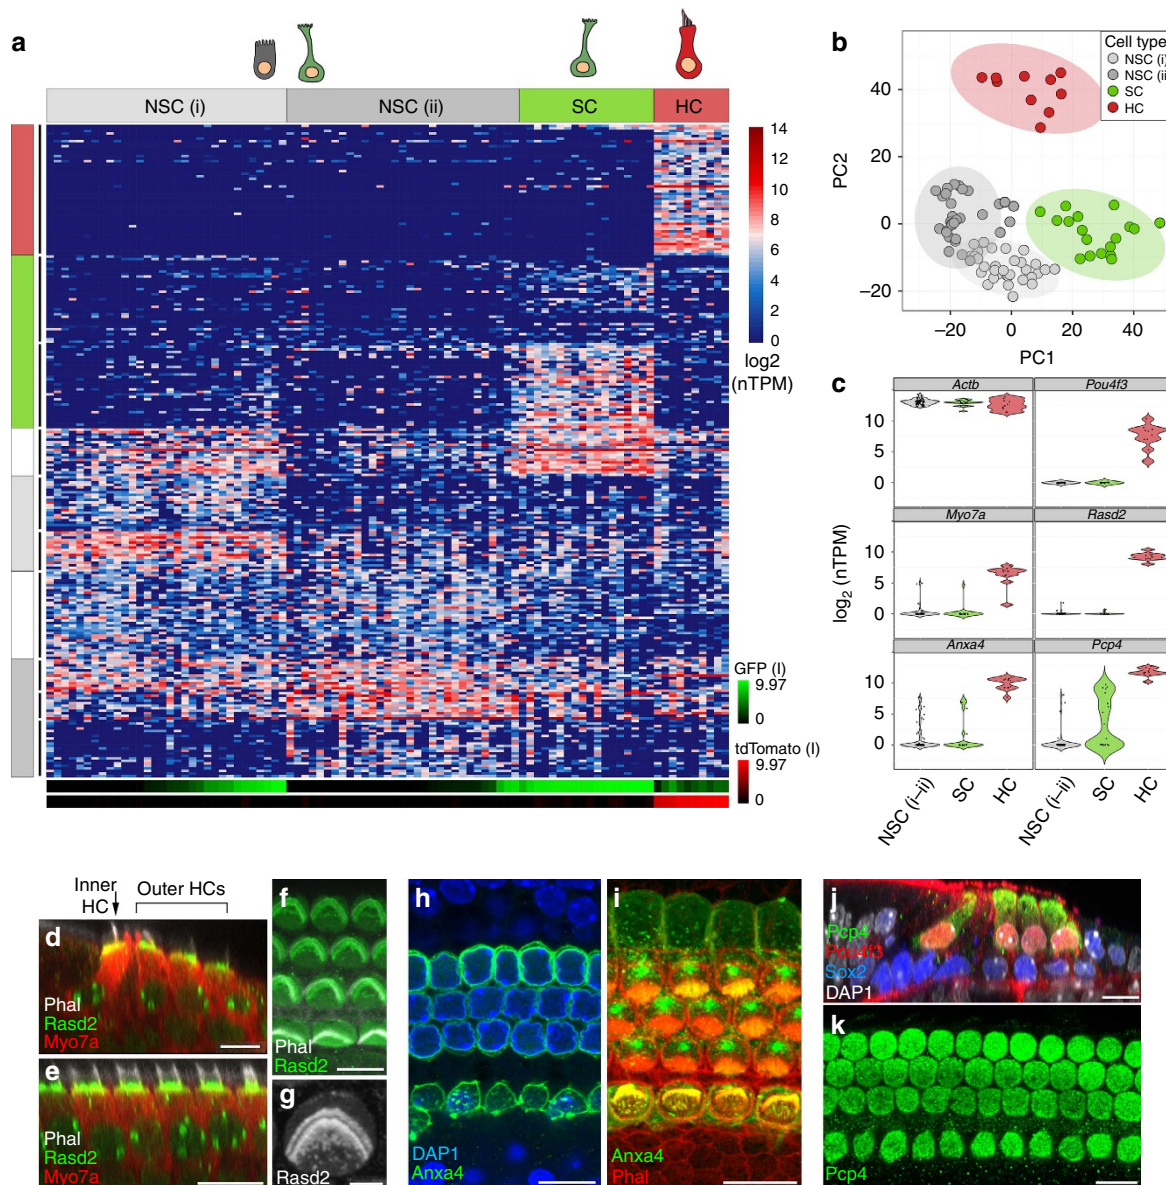 a
NSC (i)
NSC (ii)
SC
HC
14
12
10
8
6
4
2
0
log2
(nTPM)
GFP (I)
9.97
0
tdTomato (I)
9.97
0
b
Cell type
NSC (i)
NSC (ii)
SC
HC
40
20
0
−20
PC2
−20
0
20
40
PC1
c
Actb
Pou4f3
10
5
0
Myo7a
Rasd2
10
5
0
Anxa4
Pcp4
10
5
0
log2 (nTPM)
NSC (i–ii)
SC
HC
NSC (i–ii)
SC
HC
Inner
HC
Outer HCs
d
Phal
Rasd2
Myo7a
e
Phal
Rasd2
Myo7a
f
Phal
Rasd2
g
Rasd2
h
DAP1
Anxa4
i
Anxa4
Phal
j
Pcp4
Pou4f3
Sox2
DAP1
k
Pcp4